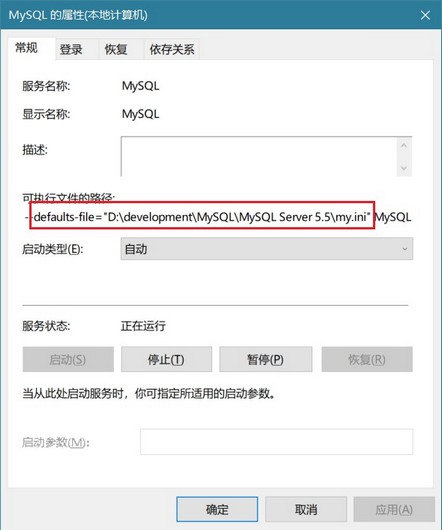 MySQL 的属性(本地计算机)
常规 登录 恢复 依存关系
服务名称: MySQL
显示名称: MySQL
描述:
可执行文件的路径:
--defaults-file="D:\development\MySQL\MySQL Server 5.5\my.ini" MySQL
启动类型(E): 自动
服务状态: 正在运行
启动(S) 停止(T) 暂停(P) 恢复(R)
当从此处启动服务时，你可指定所适用的启动参数。
启动参数(M):
确定 取消 应用(A)